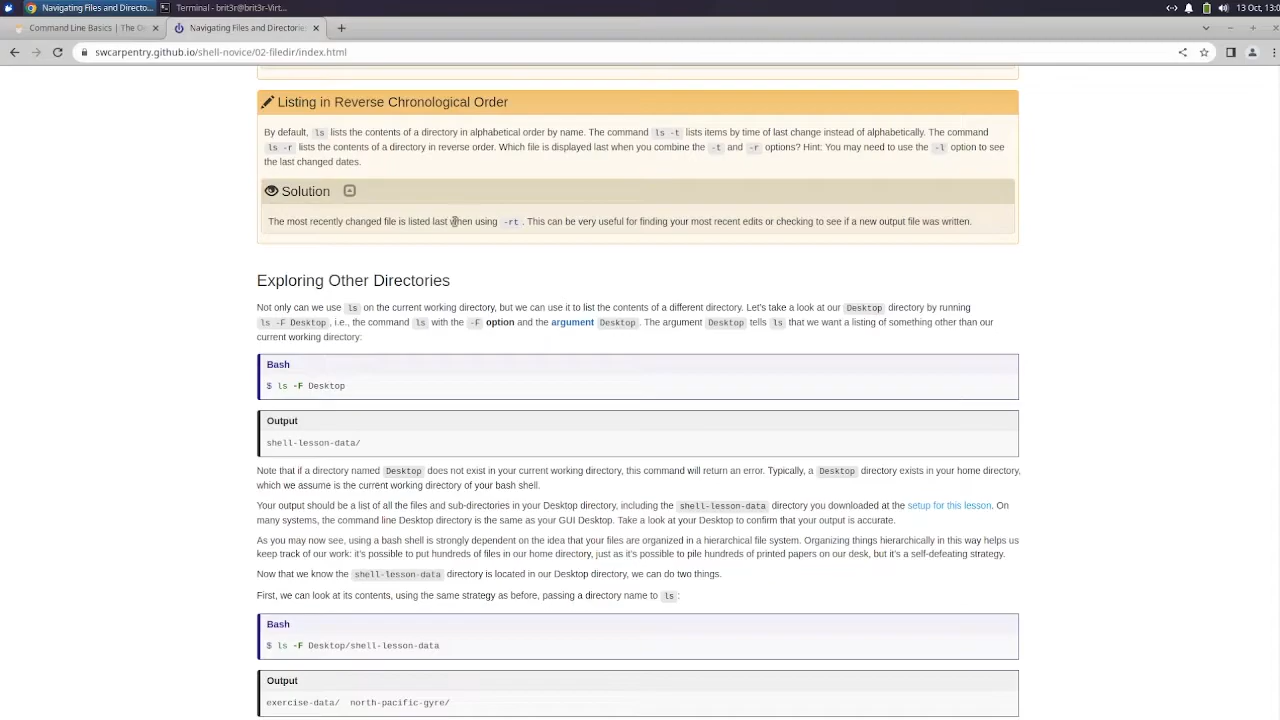 Navigating Files and Directo...
Terminal - brit3r@brit3r-Virt...
13 Oct, 13:0
Command Line Basics | The D
Navigating Files and Directorie
swcarpentry.github.io/shell-novice/02-filedir/index.html
Listing in Reverse Chronological Order
By default, ls lists the contents of a directory in alphabetical order by name. The command ls -t lists items by time of last change instead of alphabetically. The command
ls -r lists the contents of a directory in reverse order. Which file is displayed last when you combine the -t and -r options? Hint: You may need to use the -l option to see
the last changed dates.
Solution
The most recently changed file is listed last when using -rt. This can be very useful for finding your most recent edits or checking to see if a new output file was written.
Exploring Other Directories
Not only can we use ls on the current working directory, but we can use it to list the contents of a different directory. Let's take a look at our Desktop directory by running
ls -F Desktop, i.e., the command ls with the -F option and the argument Desktop. The argument Desktop tells ls that we want a listing of something other than our
current working directory:
Bash
$ ls -F Desktop
Output
shell-lesson-data/
Note that if a directory named Desktop does not exist in your current working directory, this command will return an error. Typically, a Desktop directory exists in your home directory,
which we assume is the current working directory of your bash shell.
Your output should be a list of all the files and sub-directories in your Desktop directory, including the shell-lesson-data directory you downloaded at the setup for this lesson. On
many systems, the command line Desktop directory is the same as your GUI Desktop. Take a look at your Desktop to confirm that your output is accurate.
As you may now see, using a bash shell is strongly dependent on the idea that your files are organized in a hierarchical file system. Organizing things hierarchically in this way helps us
keep track of our work: it's possible to put hundreds of files in our home directory, just as it's possible to pile hundreds of printed papers on our desk, but it's a self-defeating strategy.
Now that we know the shell-lesson-data directory is located in our Desktop directory, we can do two things.
First, we can look at its contents, using the same strategy as before, passing a directory name to ls:
Bash
$ ls -F Desktop/shell-lesson-data
Output
exercise-data/  north-pacific-gyre/